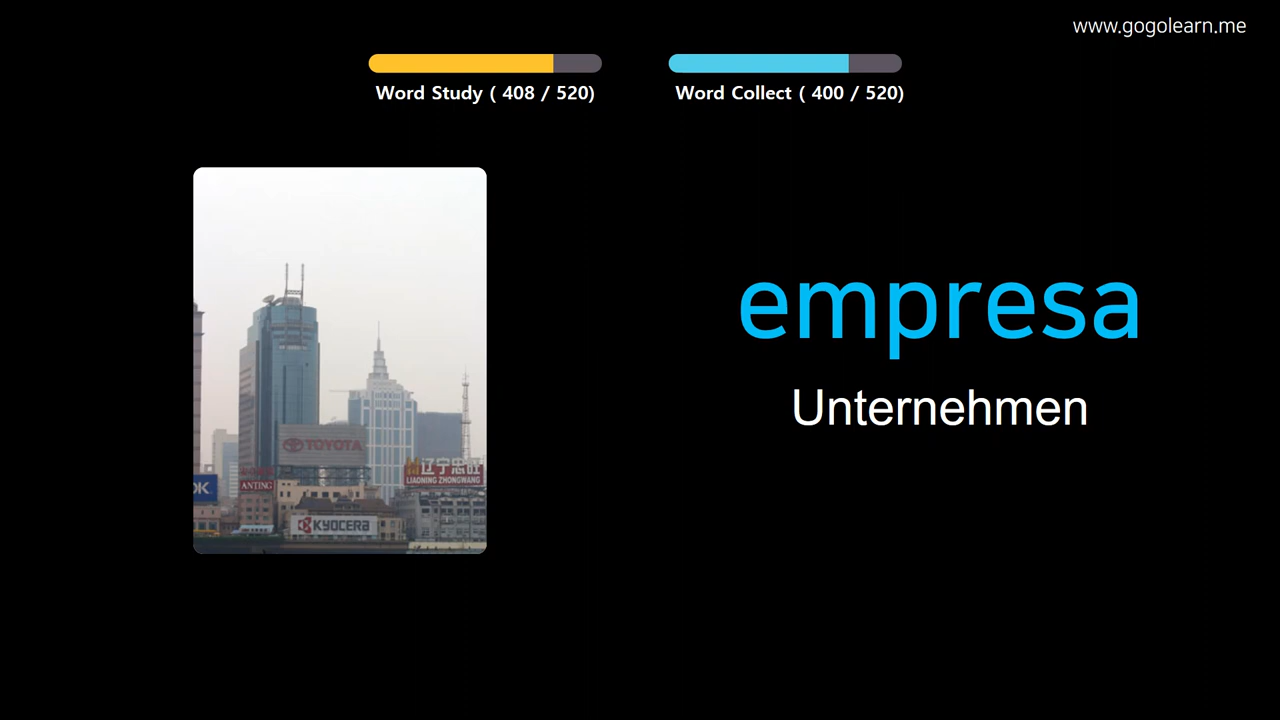 www.gogolearn.me
Word Study ( 408 / 520)
Word Collect ( 400 / 520)
empresa
Unternehmen
TOYOTA
辽宁忠旺
LIAONING ZHONGWANG
OK
ANTING
KYOCERA